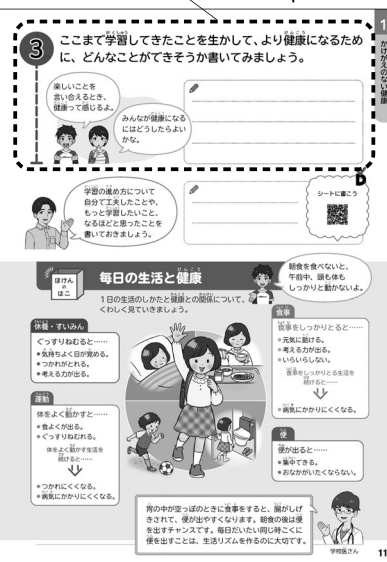 3
ここまで学習してきたことを生かして、より健康になるため
に、どんなことができそうか書いてみましょう。
楽しいことを
言い合えるとき、
健康って感じるよ。
みんなが健康になる
にはどうしたらよい
かな。
1
かけがえのない健康
学習の進め方について
自分で工夫したことや、
もっと学習したいこと、
なるほどと思ったことを
書いておきましょう。
D
シートに書こう
ほけん
の
はこ
毎日の生活と健康
1日の生活のしかたと健康との関係について、
くわしく見ていきましょう。
朝食を食べないと、
午前中、頭も体も
しっかりと動かないよ。
休養・すいみん
ぐっすりねむると……
●気持ちよく目が覚める。
●つかれがとれる。
●考える力が出る。
運動
体をよく動かすと……
●食よくが出る。
●ぐっすりねむれる。
体をよく動かす生活を
続けると……
●つかれにくくなる。
●病気にかかりにくくなる。
食事
食事をしっかりとると……
●元気に動ける。
●考える力が出る。
●いらいらしない。
食事をしっかりとる生活を
続けると……
●病気にかかりにくくなる。
便
便が出ると……
●集中できる。
●おなかがいたくならない。
胃の中が空っぽのときに食事をすると、腸がしげ
きされて、便が出やすくなります。朝食の後は便
を出すチャンスです。毎日だいたい同じ時こくに
便を出すことは、生活リズムを作るのに大切です。
学校医さん
11